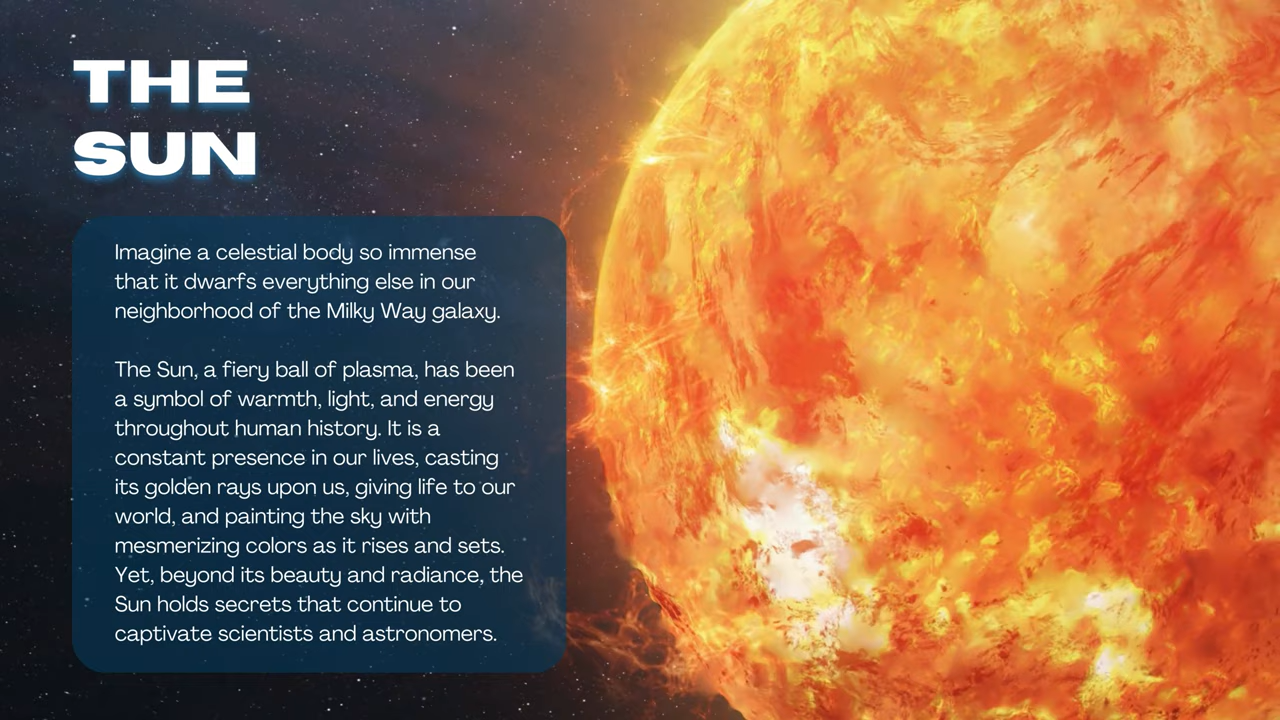 THE
SUN
Imagine a celestial body so immense
that it dwarfs everything else in our
neighborhood of the Milky Way galaxy.
The Sun, a fiery ball of plasma, has been
a symbol of warmth, light, and energy
throughout human history. It is a
constant presence in our lives, casting
its golden rays upon us, giving life to our
world, and painting the sky with
mesmerizing colors as it rises and sets.
Yet, beyond its beauty and radiance, the
Sun holds secrets that continue to
captivate scientists and astronomers.